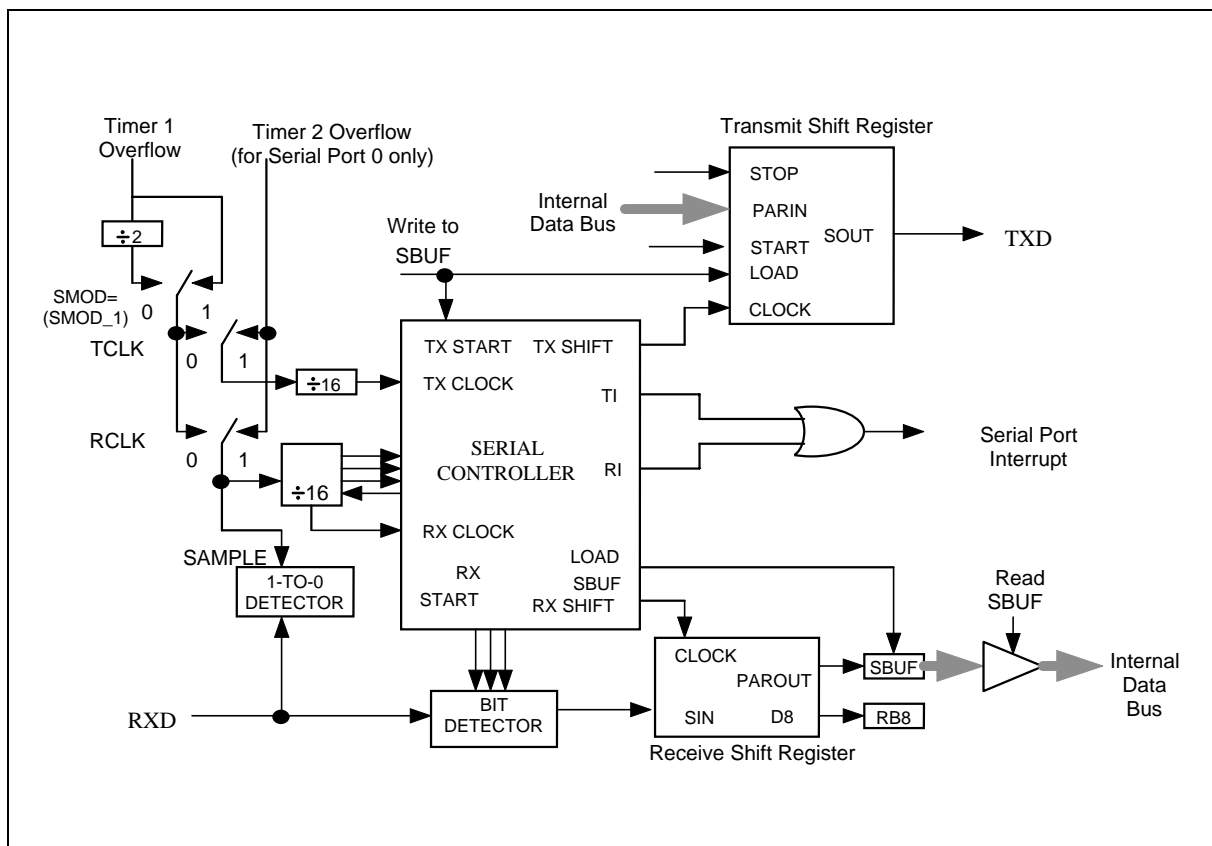 Timer 1
Overflow
Timer 2 Overflow
(for Serial Port 0 only)
÷2
SMOD=
(SMOD_1)
0
1
TCLK
0
1
÷16
RCLK
0
1
÷16
SAMPLE
1-TO-0
DETECTOR
RXD
Write to
SBUF
TX START
TX SHIFT
TX CLOCK
TI
SERIAL
CONTROLLER
RI
RX CLOCK
LOAD
SBUF
RX
START
RX SHIFT
BIT
DETECTOR
Transmit Shift Register
Internal
Data Bus
STOP
PARIN
SOUT
START
LOAD
CLOCK
TXD
Serial Port
Interrupt
CLOCK
PAROUT
SIN
D8
Receive Shift Register
SBUF
RB8
Read
SBUF
Internal
Data
Bus